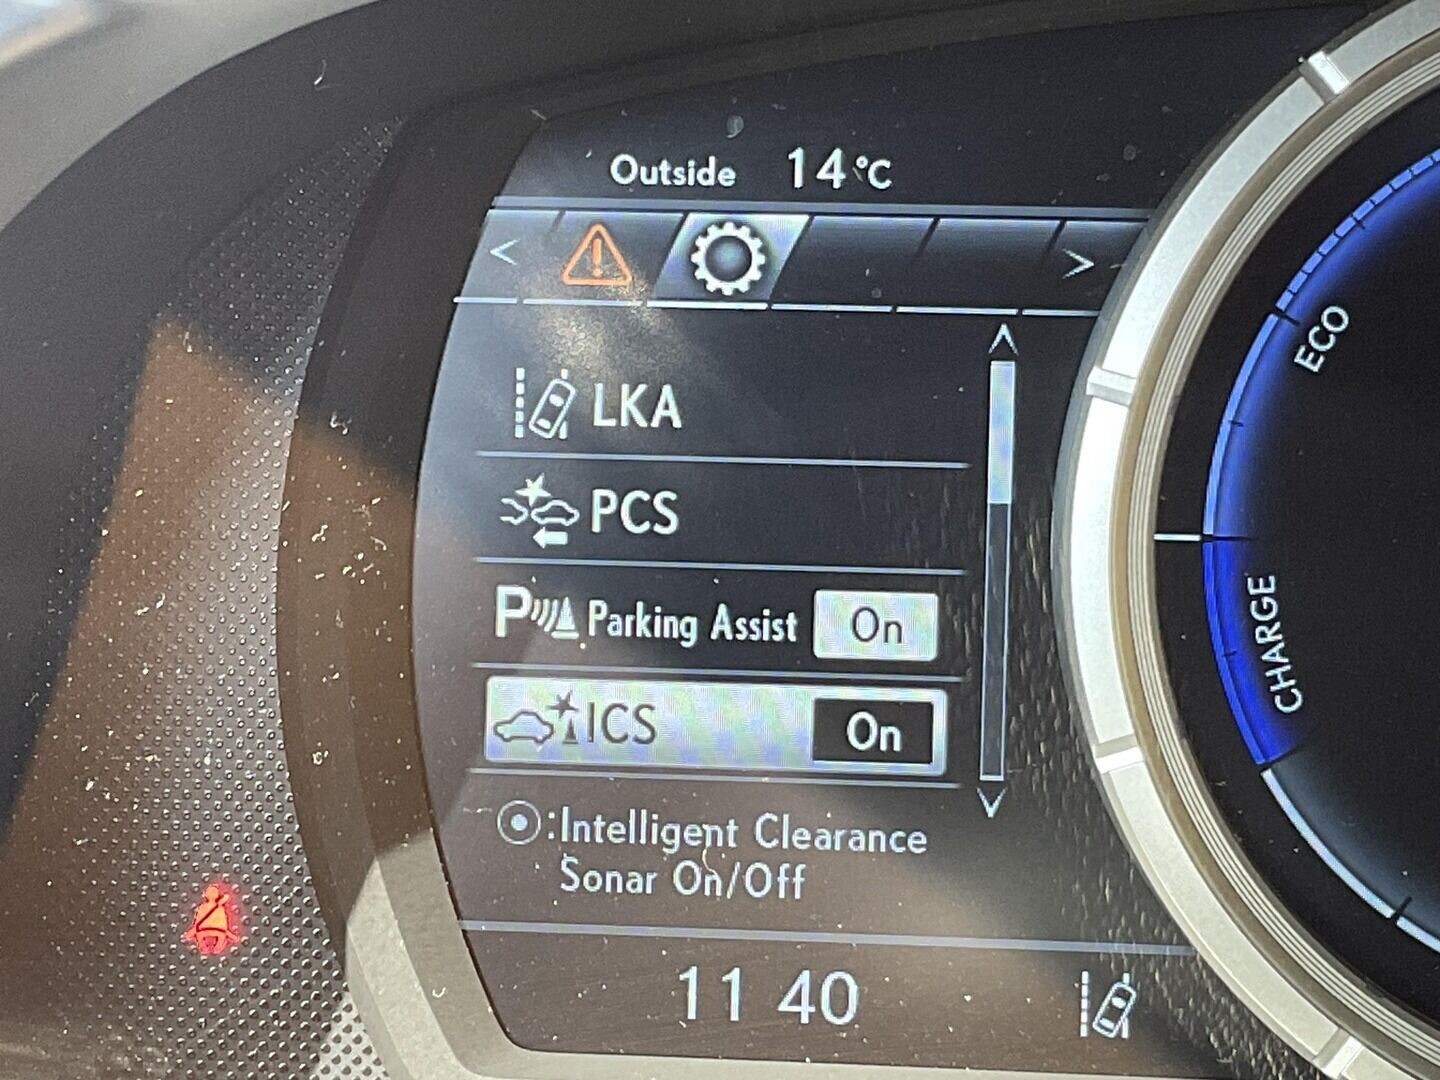 Outside 14°C
< >
LKA
PCS
P Parking Assist On
ICS On
:Intelligent Clearance
Sonar On/Off
11 40
ECO
CHARGE